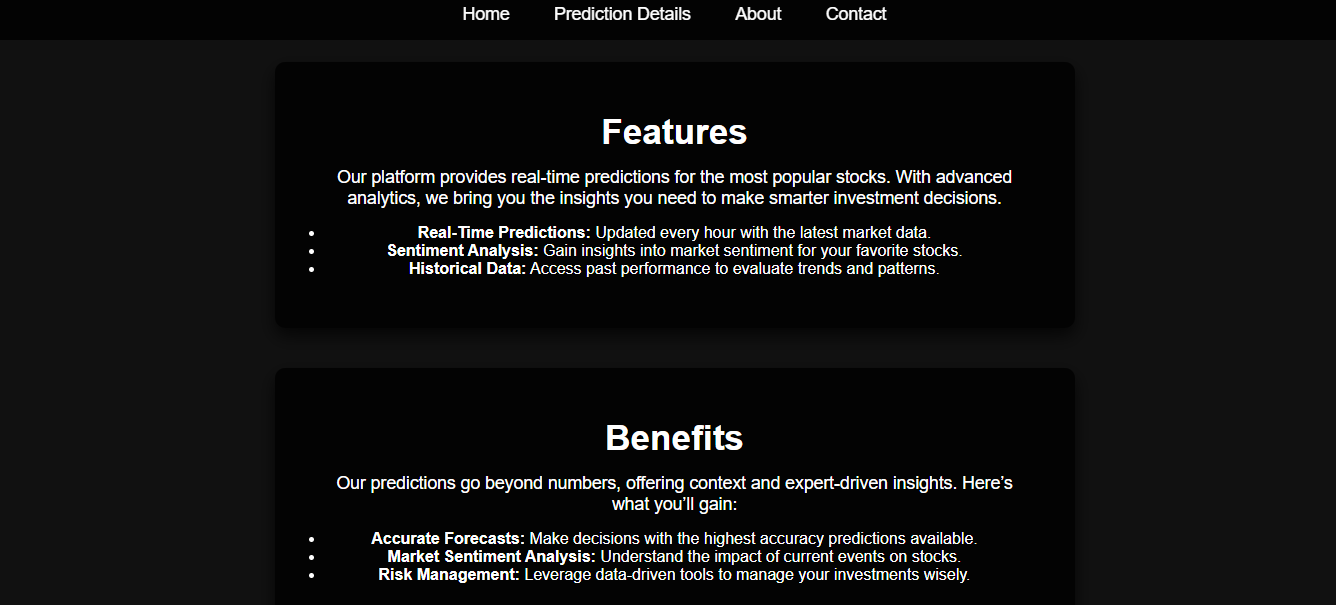 Home Prediction Details About Contact
Features
Our platform provides real-time predictions for the most popular stocks. With advanced
analytics, we bring you the insights you need to make smarter investment decisions.
• Real-Time Predictions: Updated every hour with the latest market data.
• Sentiment Analysis: Gain insights into market sentiment for your favorite stocks.
• Historical Data: Access past performance to evaluate trends and patterns.
Benefits
Our predictions go beyond numbers, offering context and expert-driven insights. Here’s
what you’ll gain:
• Accurate Forecasts: Make decisions with the highest accuracy predictions available.
• Market Sentiment Analysis: Understand the impact of current events on stocks.
• Risk Management: Leverage data-driven tools to manage your investments wisely.